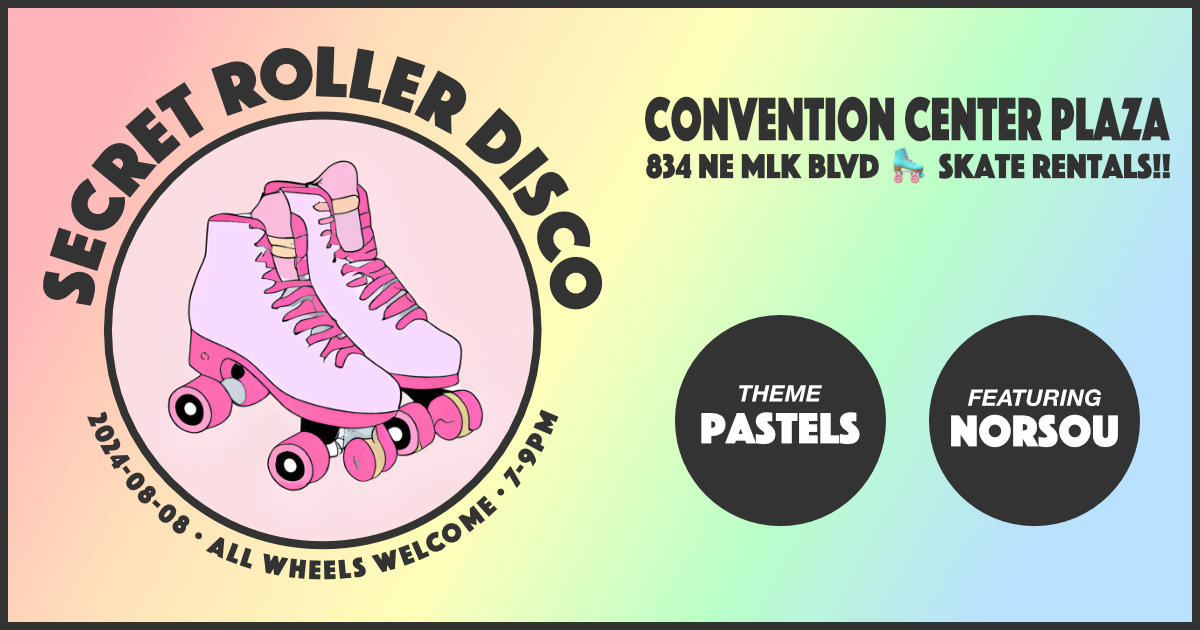 SECRET ROLLER DISCO
2024-08-08 • ALL WHEELS WELCOME • 7-9PM
CONVENTION CENTER PLAZA
834 NE MLK BLVD 🛼 SKATE RENTALS!!
THEME
PASTELS
FEATURING
NORSOU